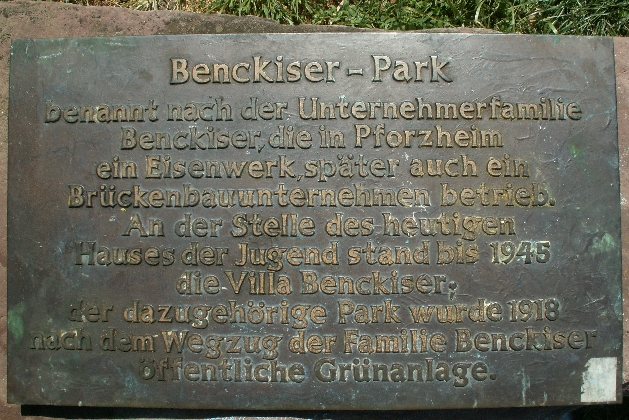 Benckiser-Park
benannt nach der Unternehmerfamilie
Benckiser, die in Pforzheim
ein Eisenwerk, später auch ein
Brückenbauunternehmen betrieb.
An der Stelle des heutigen
Hauses der Jugend stand bis 1945
die Villa Benckiser;
der dazugehörige Park wurde 1918
nach dem Wegzug der Familie Benckiser
öffentliche Grünanlage.